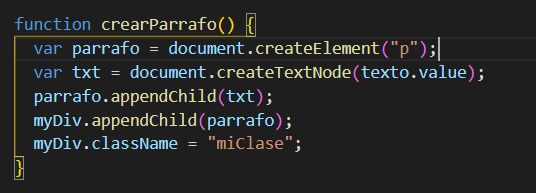 function crearParrafo() {
var parrafo = document.createElement("p");
var txt = document.createTextNode(texto.value);
parrafo.appendChild(txt);
myDiv.appendChild(parrafo);
myDiv.className = "miClase";
}